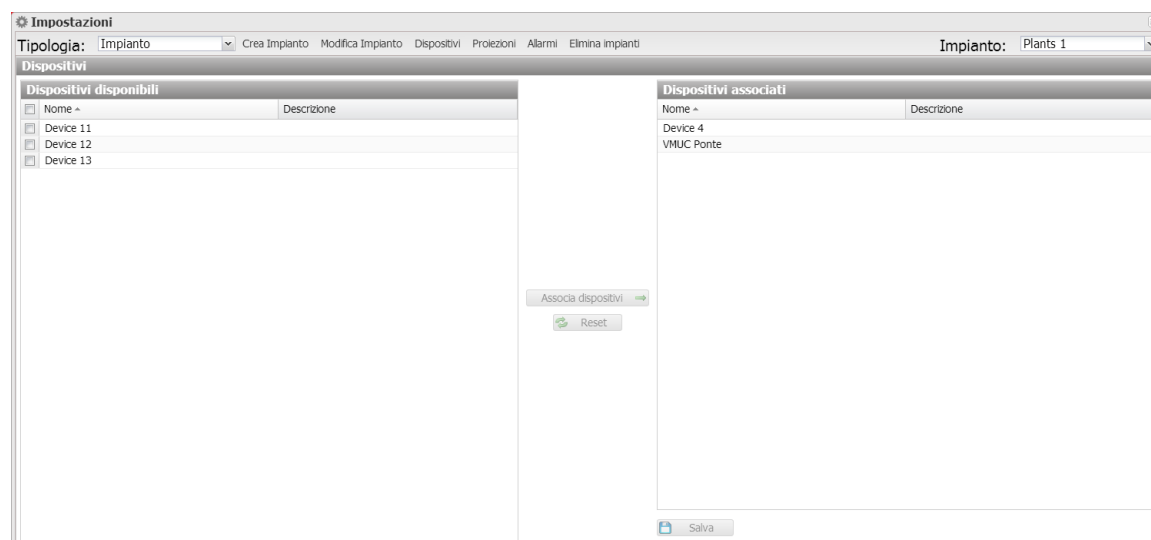 Impostazioni
Tipologia: Impianto Crea Impianto Modifica Impianto Dispositivi Proiezioni Allarmi Elimina impianti Impianto: Plants 1
Dispositivi
Dispositivi disponibili
Nome Descrizione
Device 11
Device 12
Device 13
Associa dispositivi
Reset
Dispositivi associati
Nome Descrizione
Device 4
VMUC Ponte
Salva